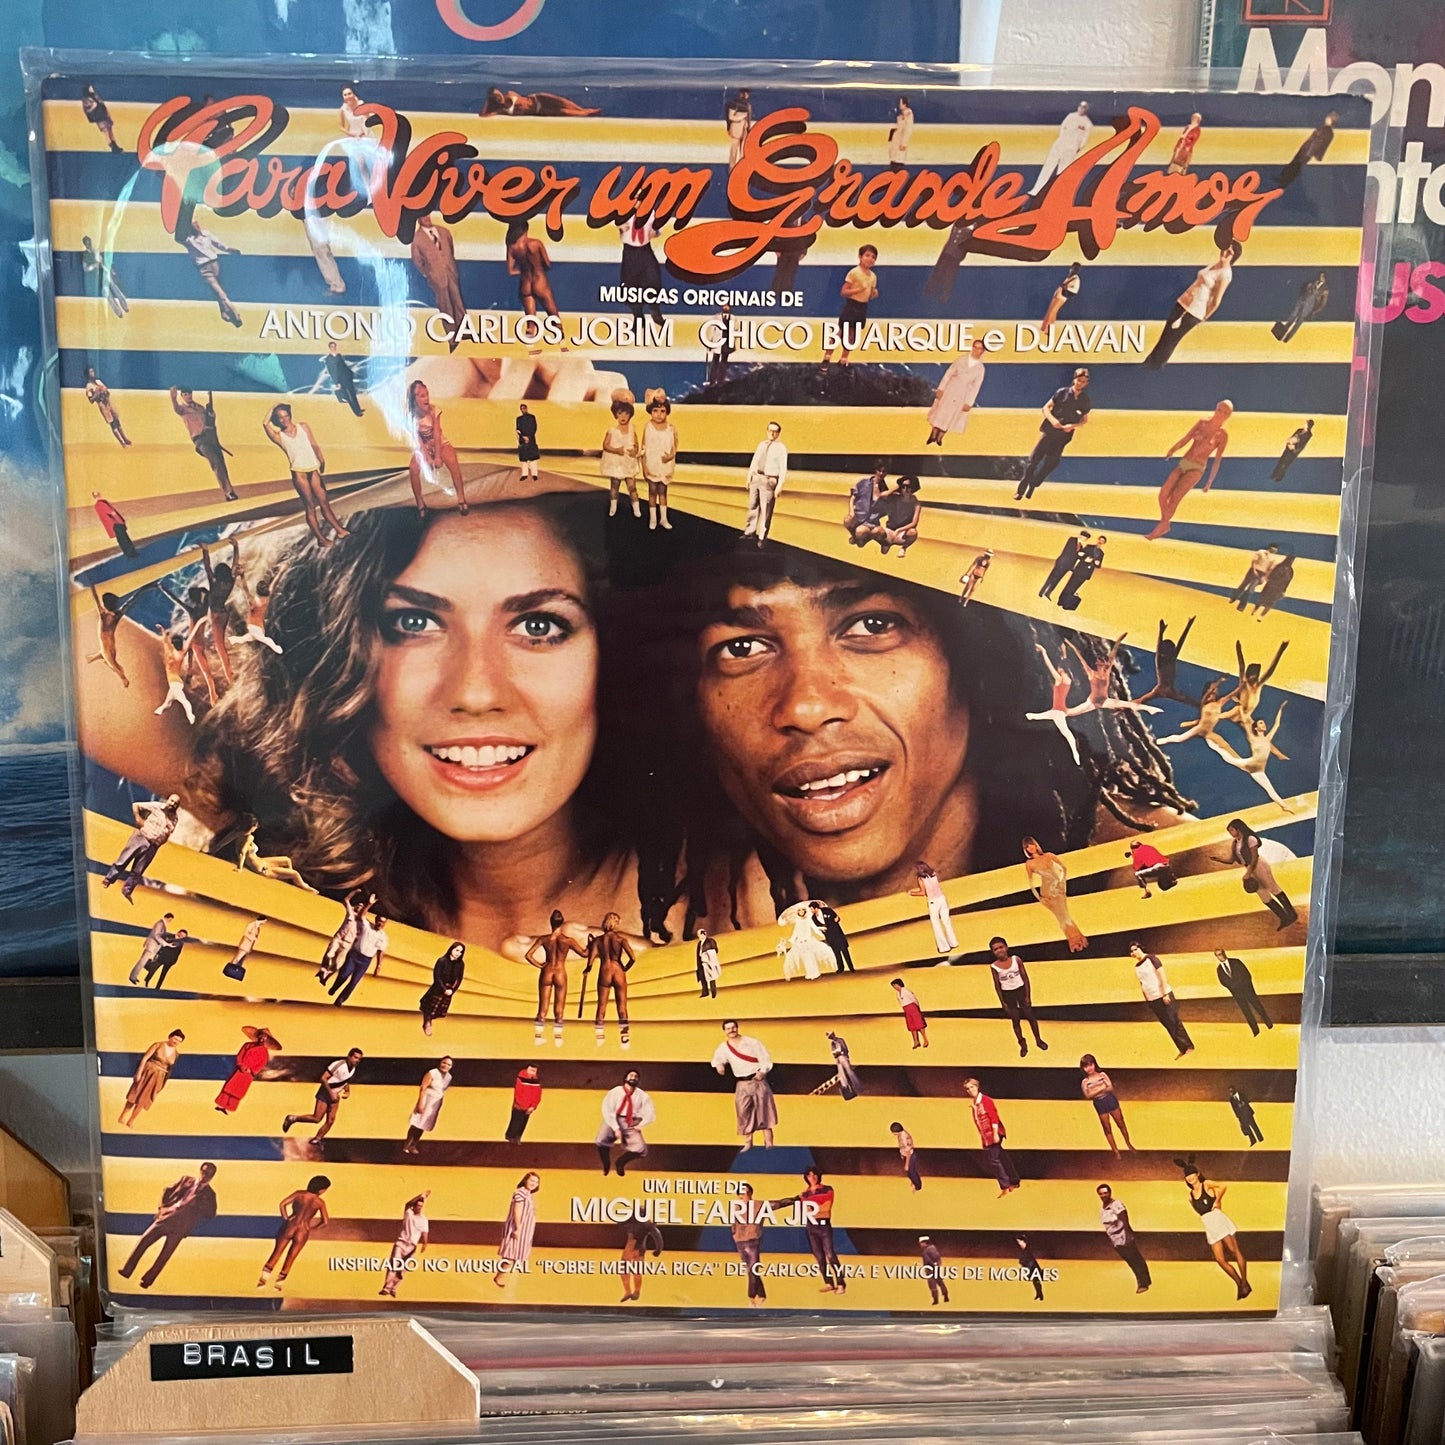 Para Viver um Grande Amor
MÚSICAS ORIGINAIS DE
ANTONIO CARLOS JOBIM CHICO BUARQUE e DJAVAN
UM FILME DE
MIGUEL FARIA JR.
INSPIRADO NO MUSICAL "POBRE MENINA RICA" DE CARLOS LYRA E VINÍCIUS DE MORAES
BRASIL